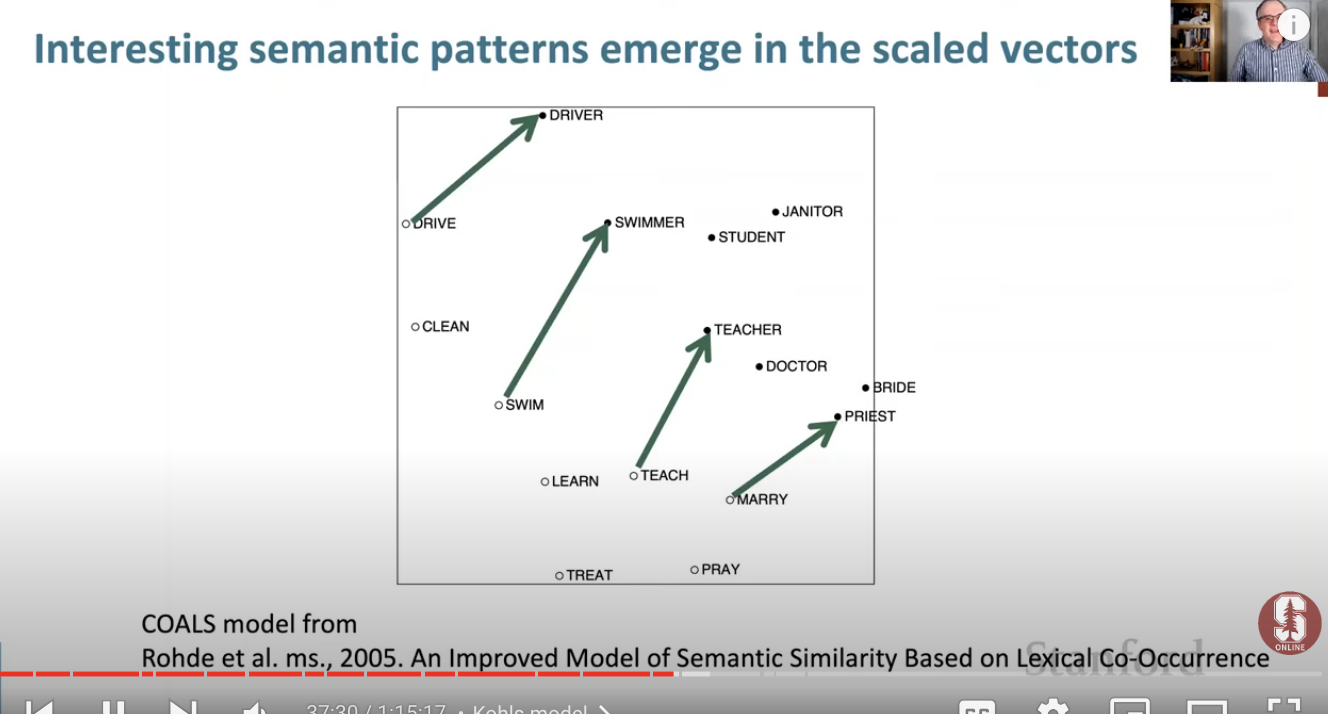 Interesting semantic patterns emerge in the scaled vectors
i
DRIVER
DRIVE
SWIMMER
JANITOR
STUDENT
CLEAN
TEACHER
DOCTOR
BRIDE
SWIM
PRIEST
LEARN
TEACH
MARRY
TREAT
PRAY
COALS model from
Rohde et al. ms., 2005. An Improved Model of Semantic Similarity Based on Lexical Co-Occurrence
Stanford
S
ONLINE
37:30 / 1:15:17 • Kohls model
CC